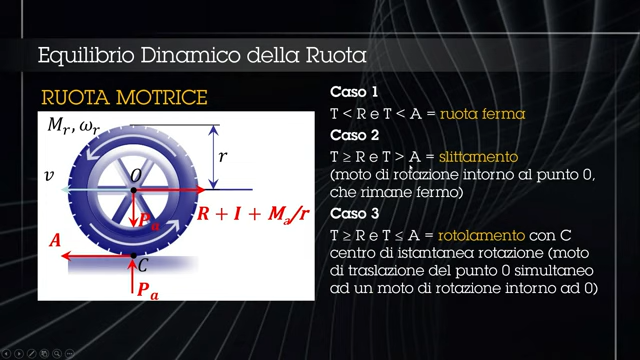 Equilibrio Dinamico della Ruota
RUOTA MOTRICE
Mᵣ, ωᵣ
r
v
O
Pₐ
R + I + Mₐ/r
A
C
Pₐ
Caso 1
T < R e T < A = ruota ferma
Caso 2
T ≥ R e T > A = slittamento
(moto di rotazione intorno al punto 0,
che rimane fermo)
Caso 3
T ≥ R e T ≤ A = rotolamento con C
centro di istantanea rotazione (moto
di traslazione del punto 0 simultaneo
ad un moto di rotazione intorno ad 0)